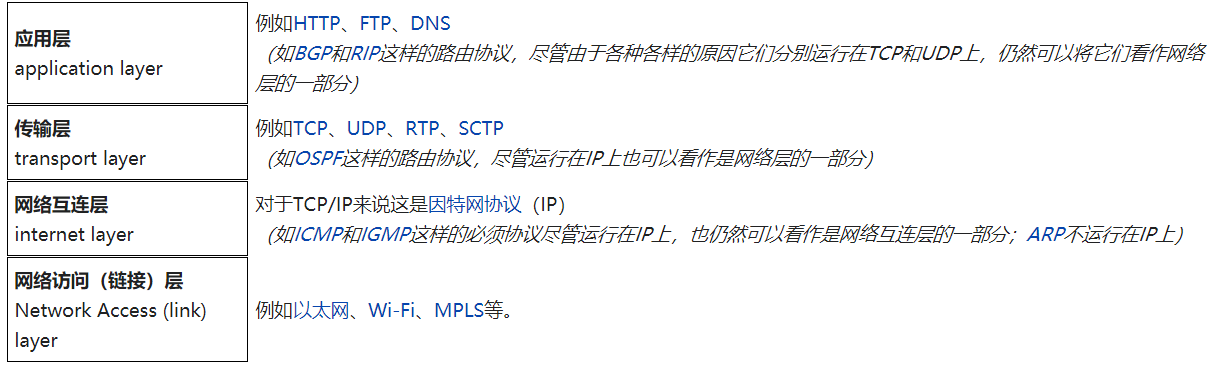 应用层
application layer
例如HTTP、FTP、DNS
（如BGP和RIP这样的路由协议，尽管由于各种各样的原因它们分别运行在TCP和UDP上，仍然可以将它们看作网络
层的一部分）
传输层
transport layer
例如TCP、UDP、RTP、SCTP
（如OSPF这样的路由协议，尽管运行在IP上也可以看作是网络层的一部分）
网络互连层
internet layer
对于TCP/IP来说这是因特网协议（IP）
（如ICMP和IGMP这样的必须协议尽管运行在IP上，也仍然可以看作是网络互连层的一部分；ARP不运行在IP上）
网络访问（链接）层
Network Access (link)
layer
例如以太网、Wi-Fi、MPLS等。